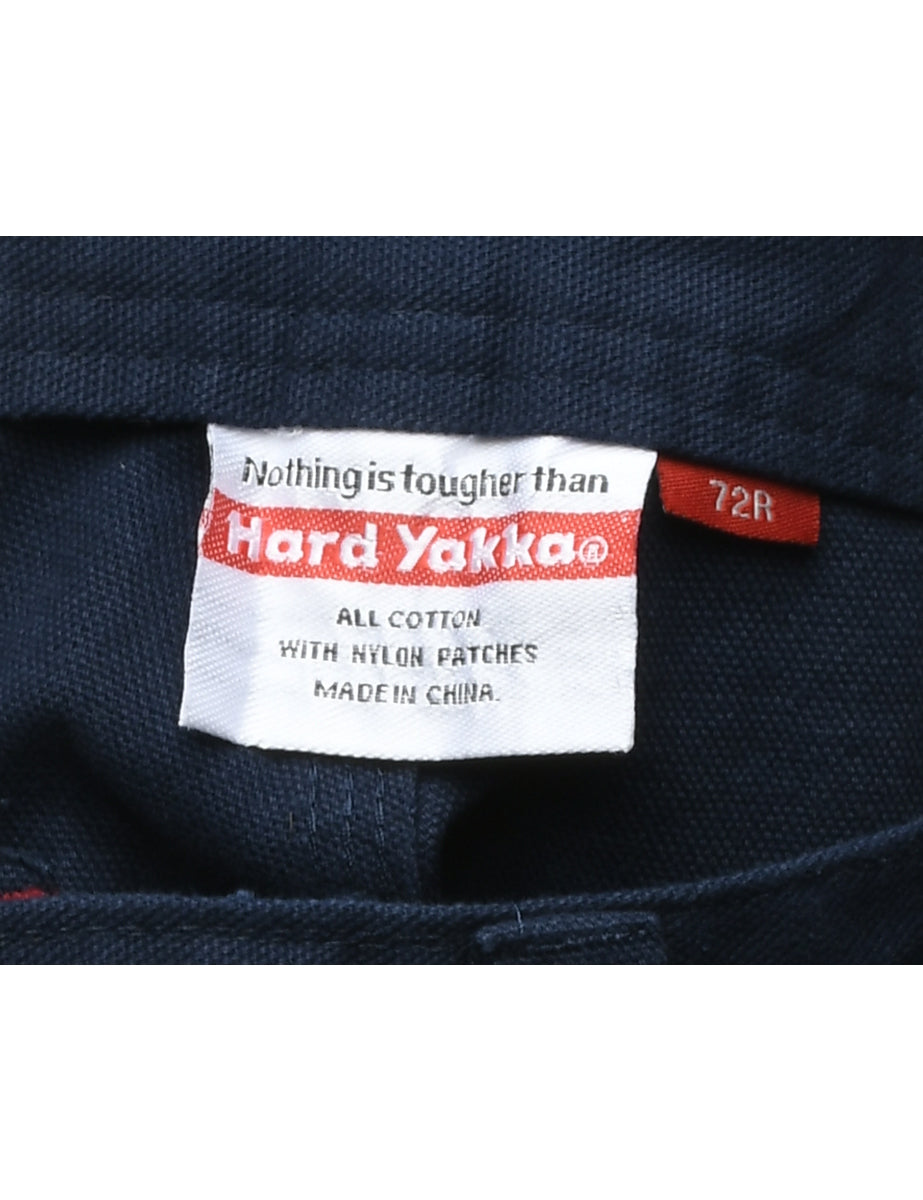 Nothing is tougher than
Hard Yakka®
72R
ALL COTTON
WITH NYLON PATCHES
MADE IN CHINA.